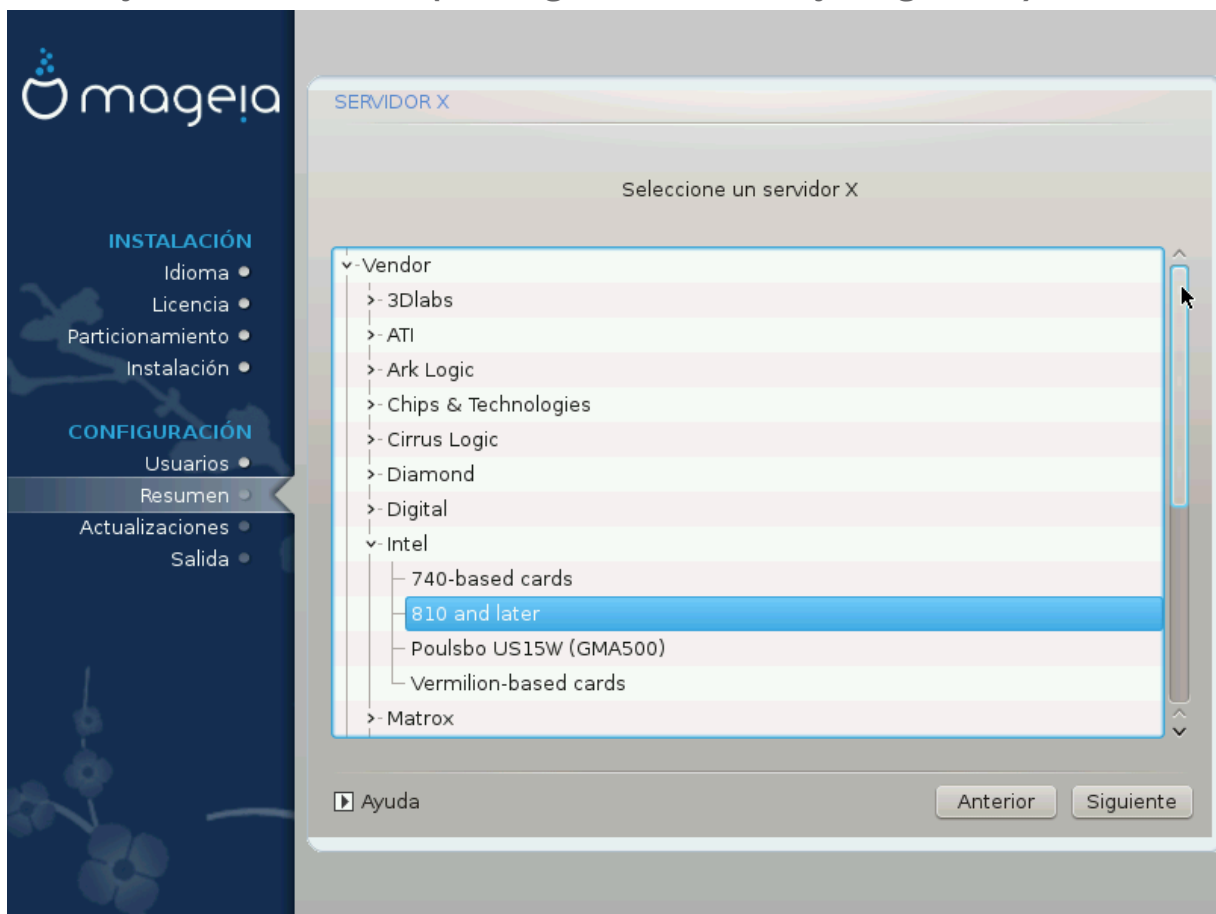 mageia
SERVIDOR X
Seleccione un servidor X
INSTALACIÓN
Idioma
Licencia
Particionamiento
Instalación
CONFIGURACIÓN
Usuarios
Resumen
Actualizaciones
Salida
Vendor
3Dlabs
ATI
Ark Logic
Chips & Technologies
Cirrus Logic
Diamond
Digital
Intel
740-based cards
810 and later
Poulsbo US15W (GMA500)
Vermilion-based cards
Matrox
Ayuda
Anterior
Siguiente